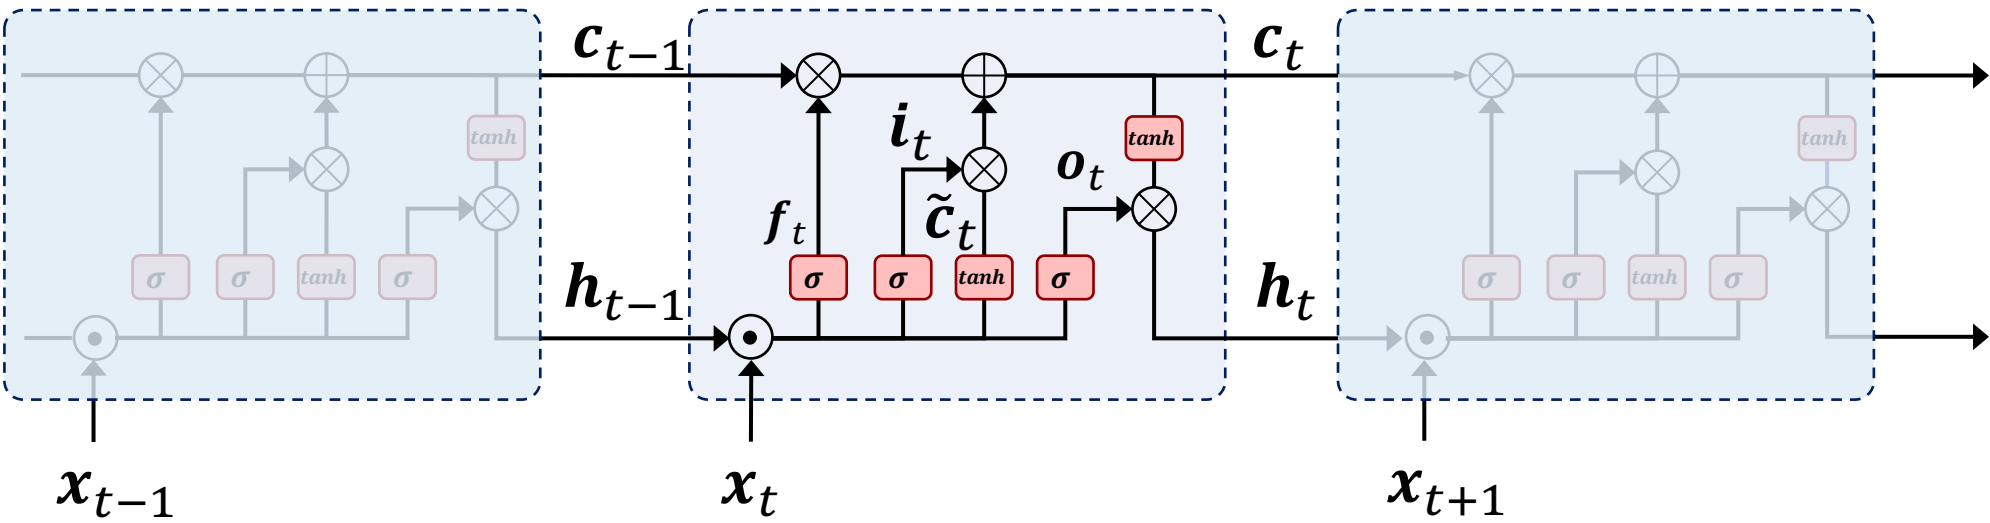 c_{t-1} c_t
i_t tanh tanh tanh
o_t
f_t c̃_t
σ σ tanh σ σ σ tanh σ σ σ tanh σ
h_{t-1} h_t
x_{t-1} x_t x_{t+1}